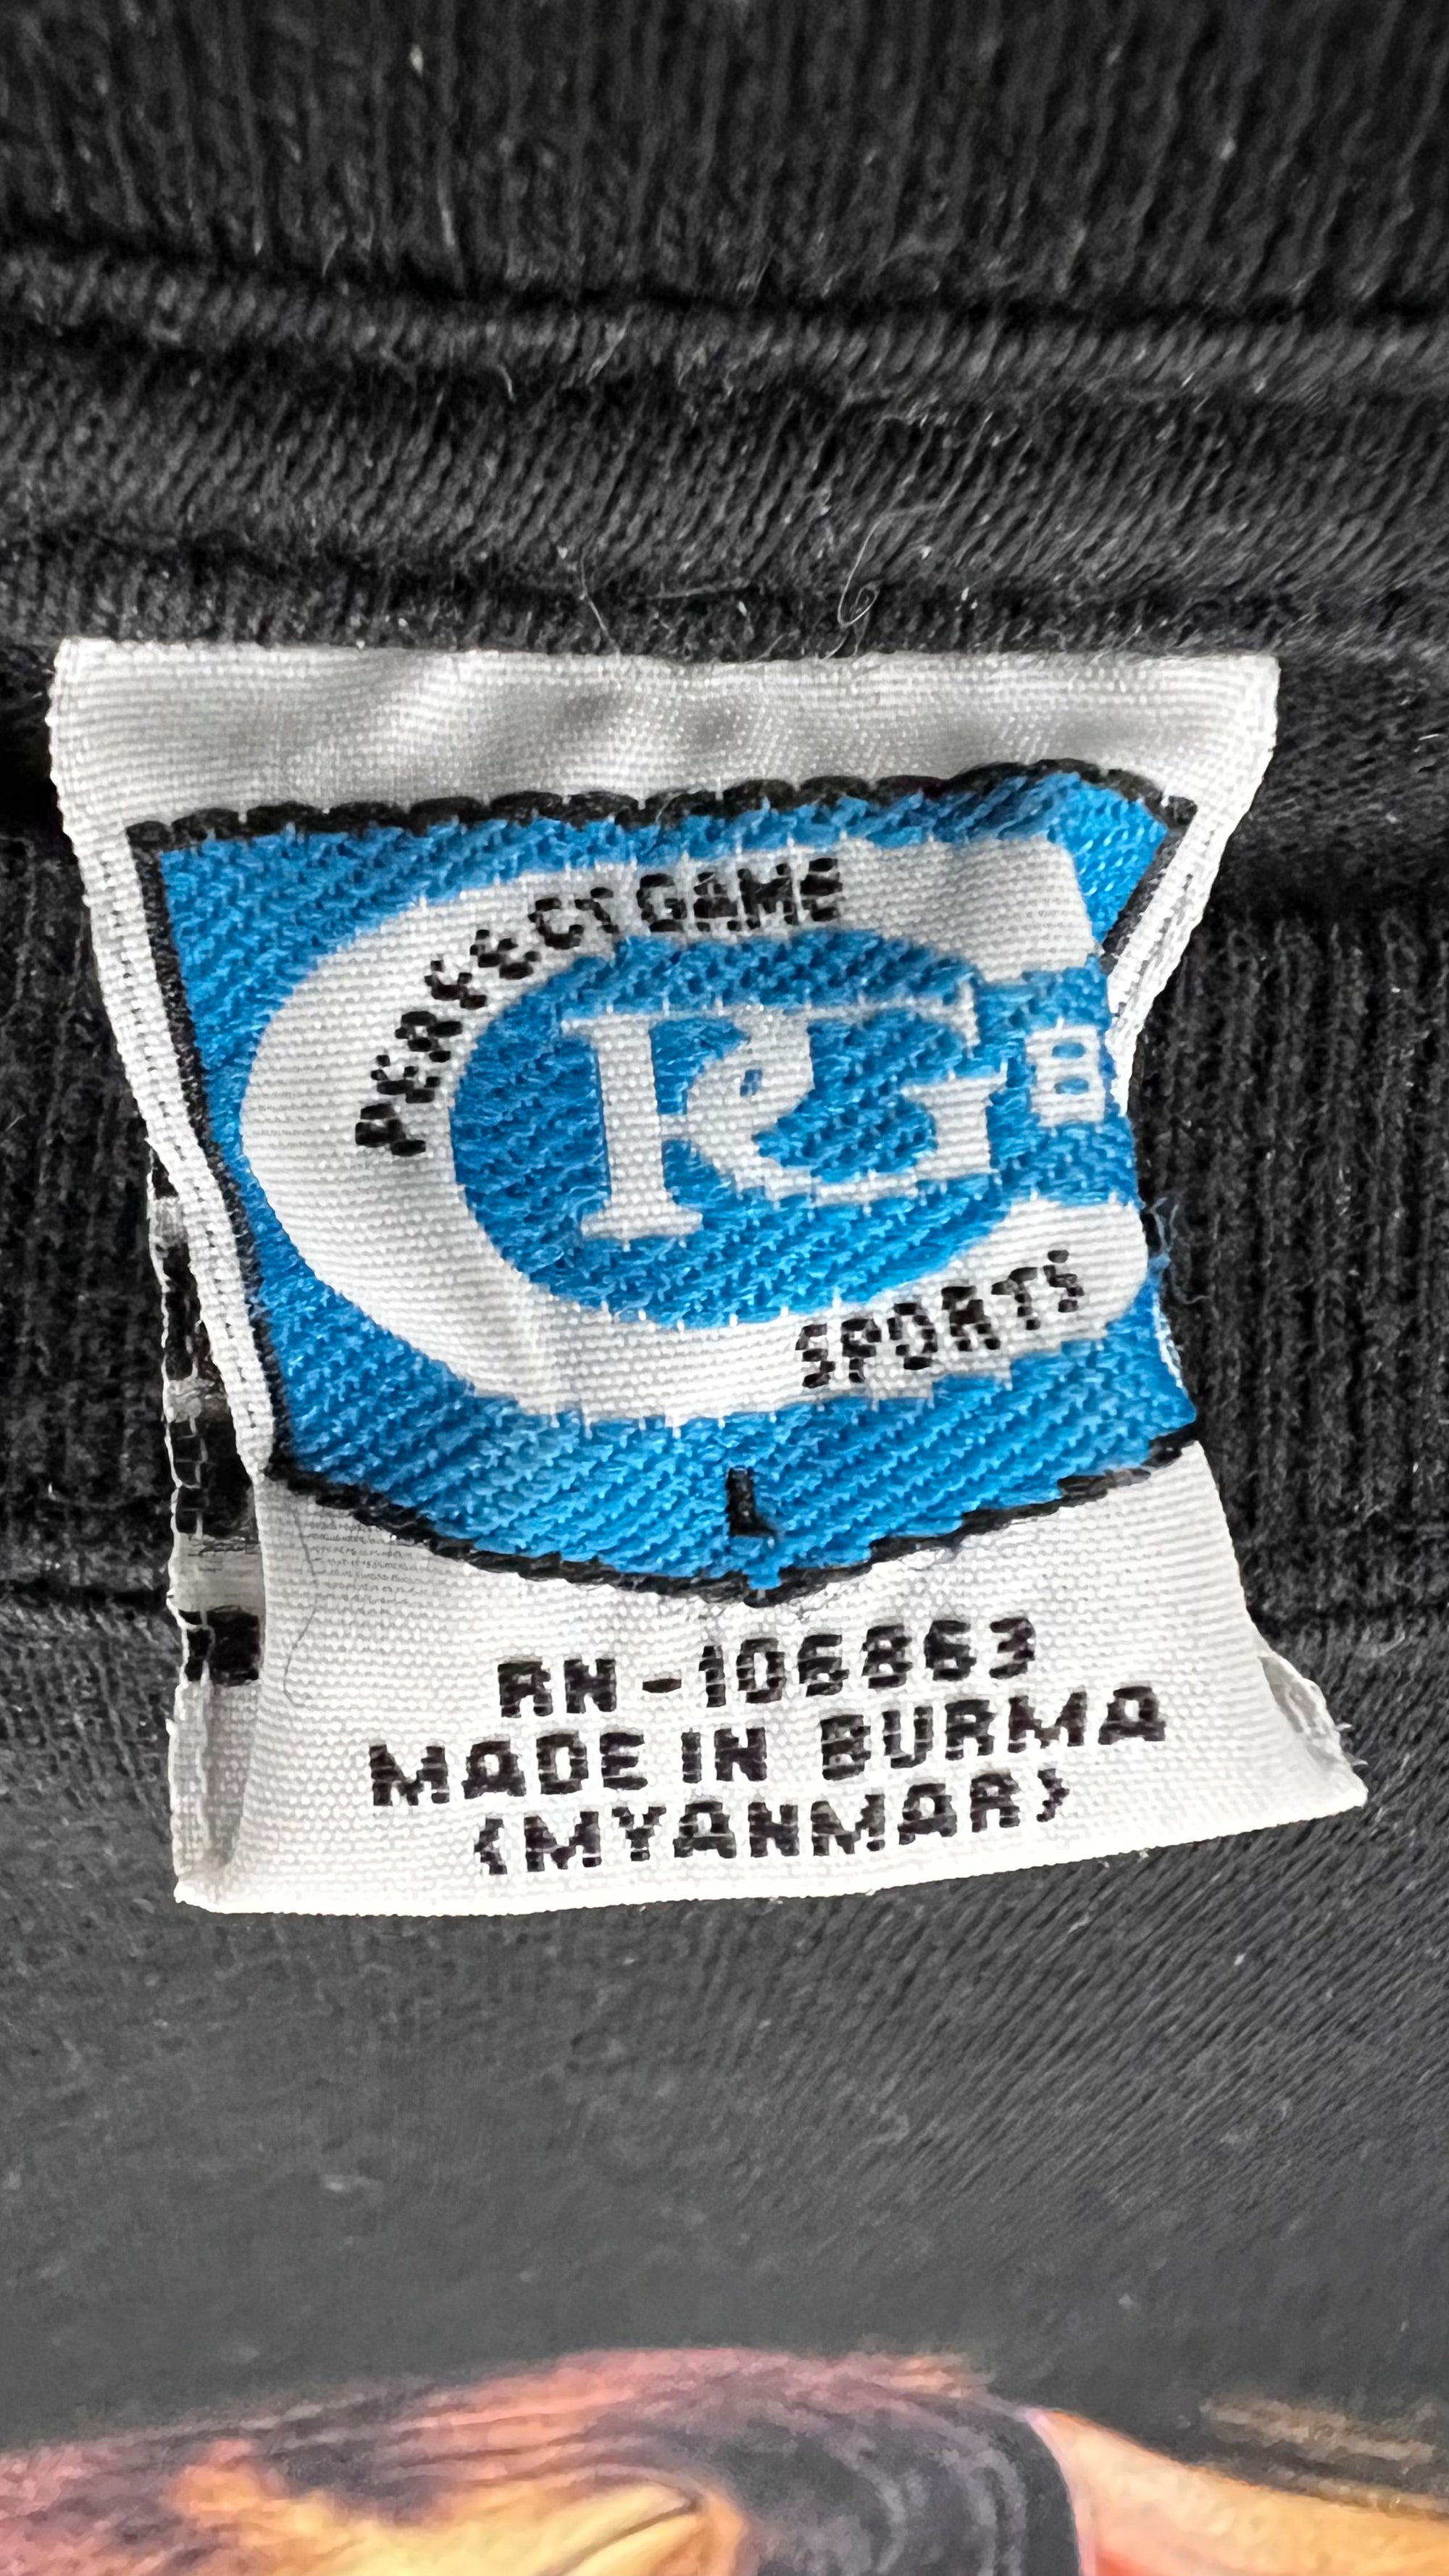 PERFECT GAME
PG
SPORTS
L
RN-106863
MADE IN BURMA
(MYANMAR)